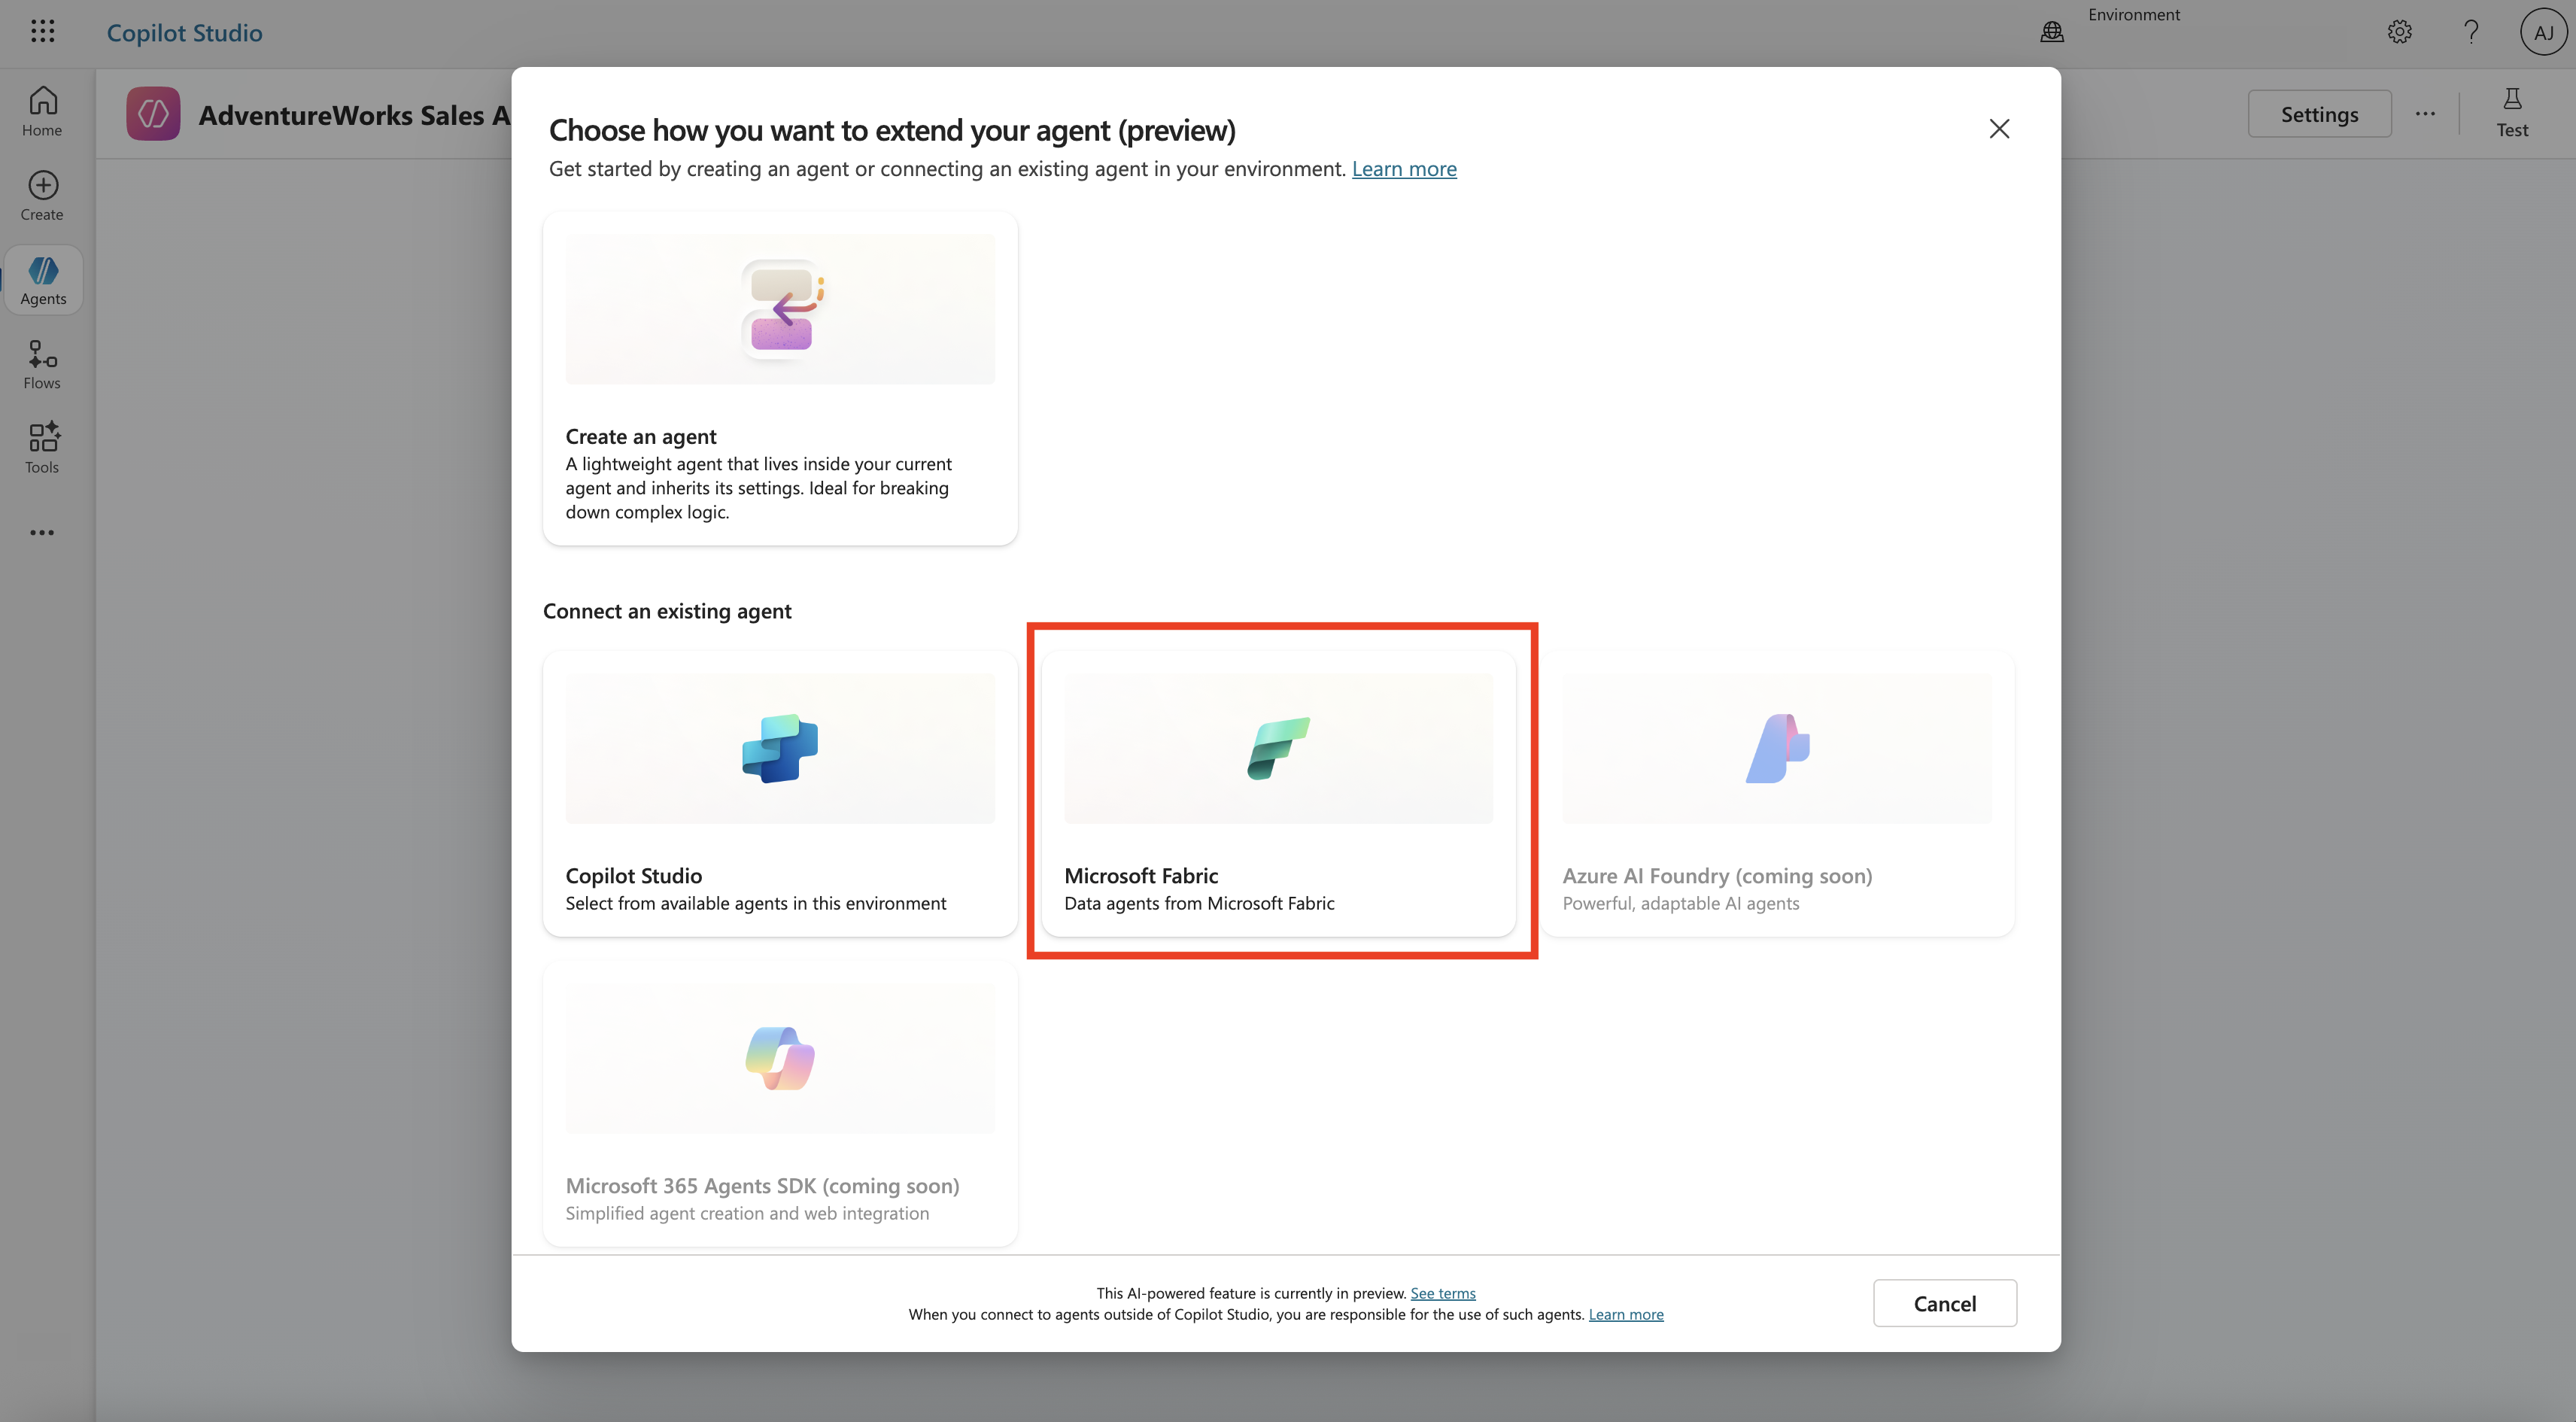 Copilot Studio
Environment
AJ
Home
Create
Agents
Flows
Tools
AdventureWorks Sales A
Settings
Test
Choose how you want to extend your agent (preview)
Get started by creating an agent or connecting an existing agent in your environment. Learn more
Create an agent
A lightweight agent that lives inside your current
agent and inherits its settings. Ideal for breaking
down complex logic.
Connect an existing agent
Copilot Studio
Select from available agents in this environment
Microsoft Fabric
Data agents from Microsoft Fabric
Azure AI Foundry (coming soon)
Powerful, adaptable AI agents
Microsoft 365 Agents SDK (coming soon)
Simplified agent creation and web integration
This AI-powered feature is currently in preview. See terms
When you connect to agents outside of Copilot Studio, you are responsible for the use of such agents. Learn more
Cancel